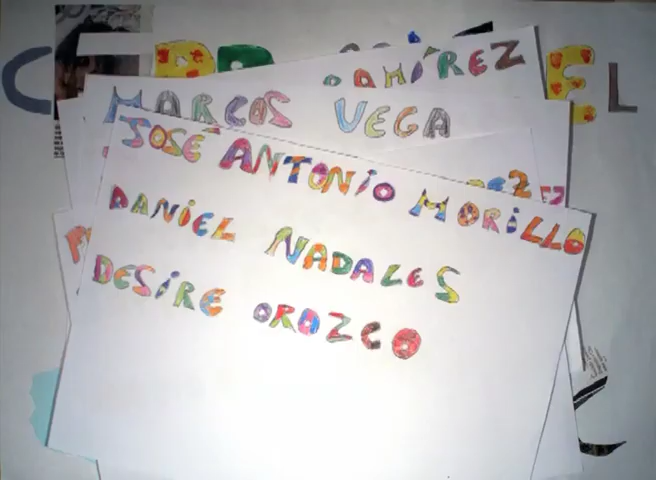 RAMÍREZ
MARCOS VEGA
JOSÉ ANTONIO MORILLO
DANIEL NADALES
DESIRE OROZCO